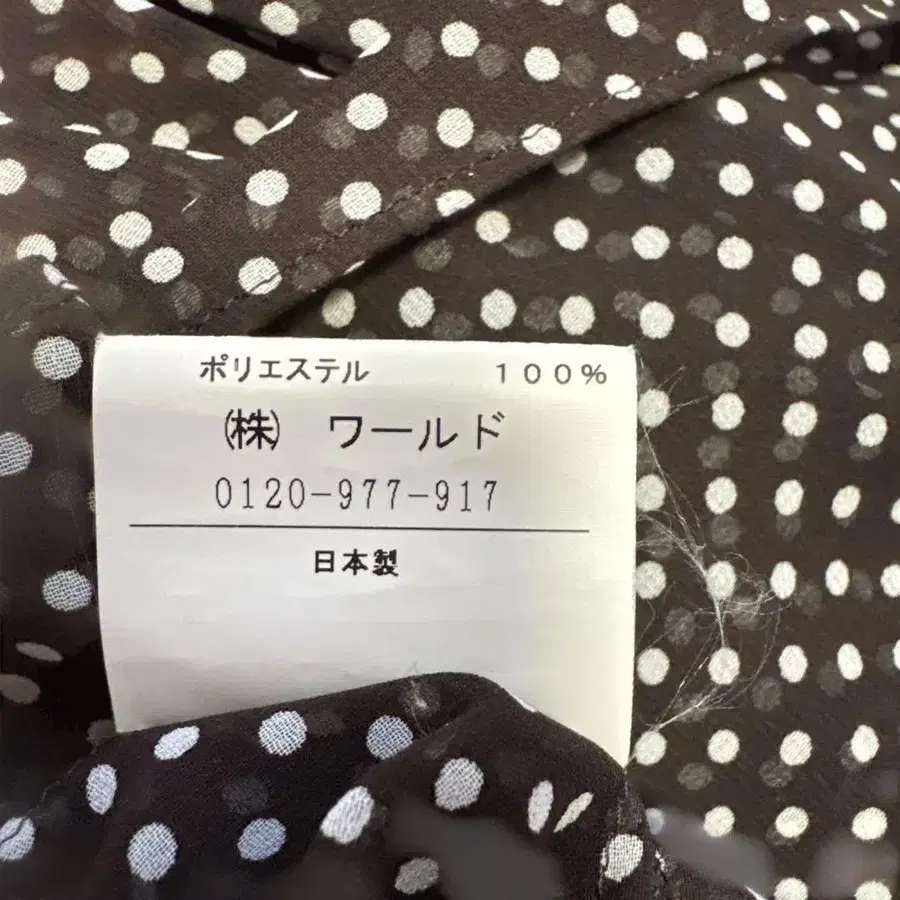 ポリエステル　１００%
㈱　ワールド
0120-977-917
日本製